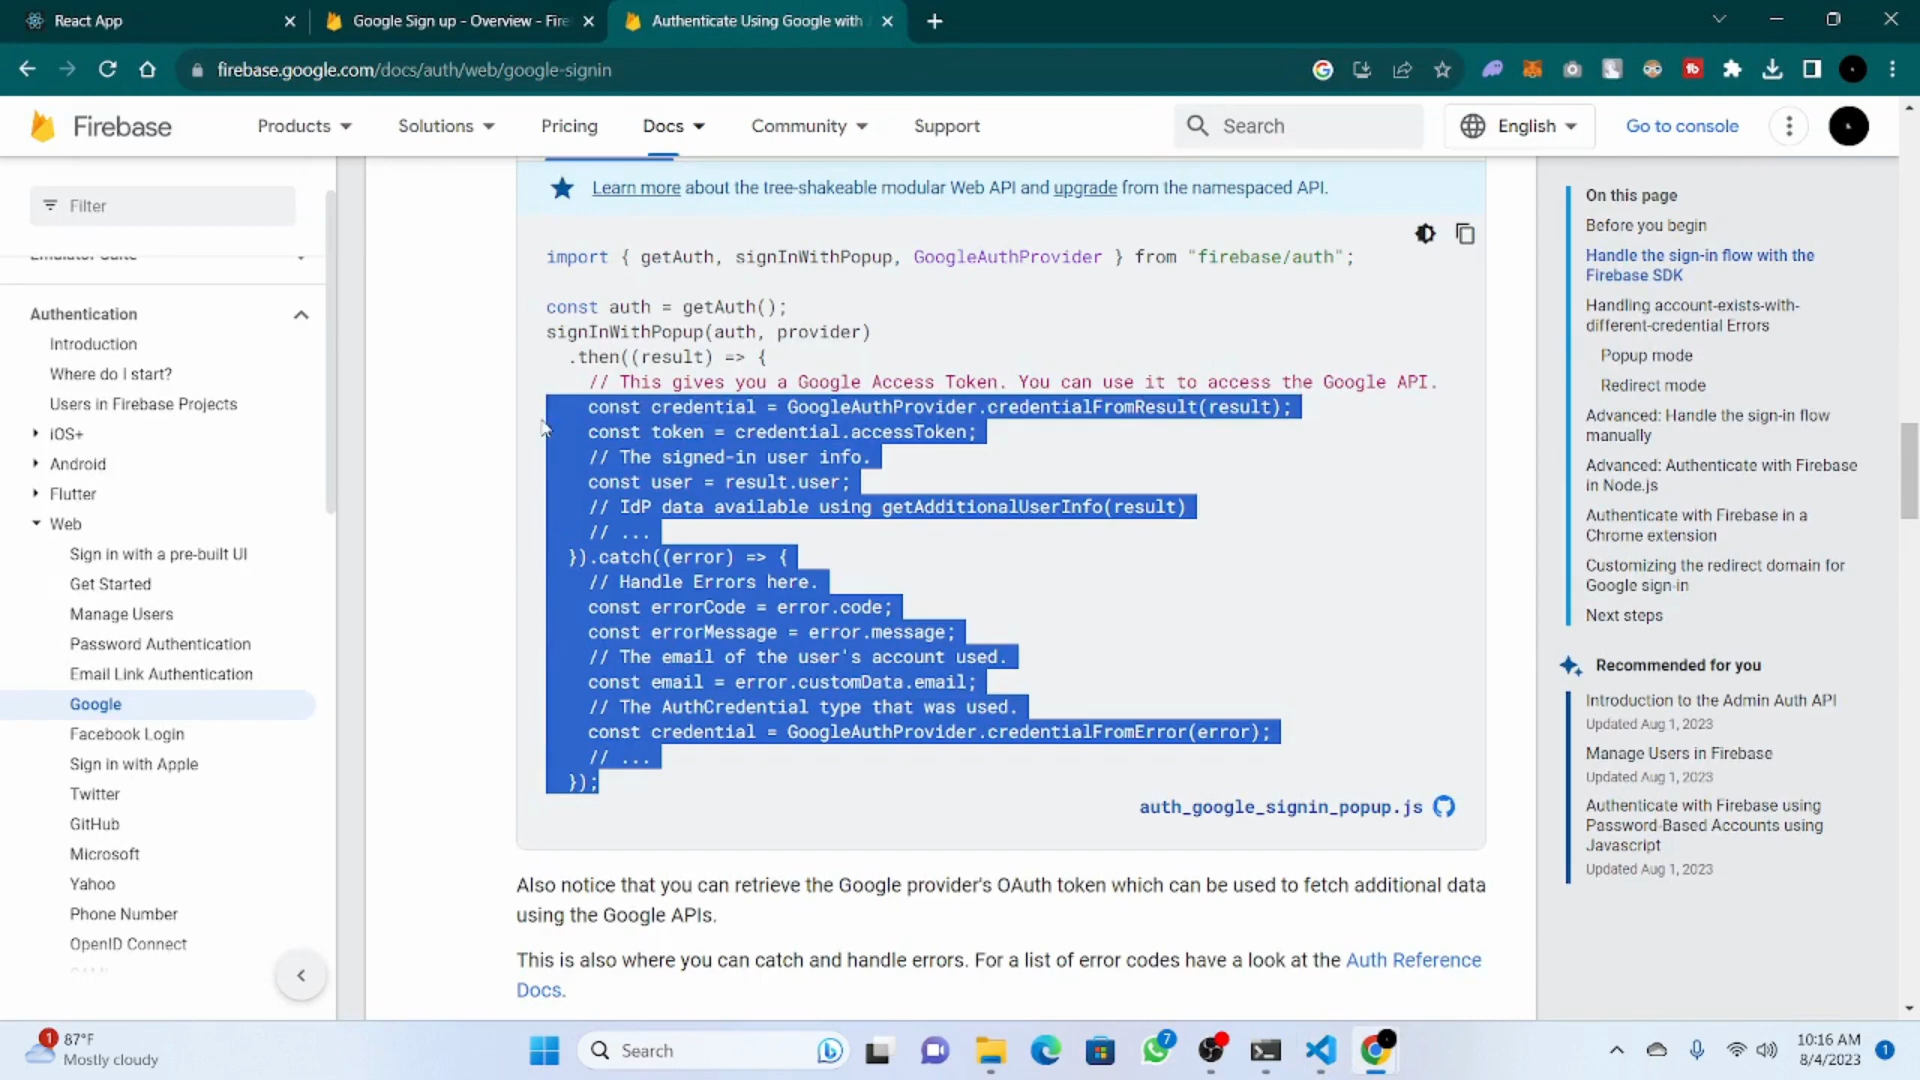 React App
Google Sign up - Overview - Fire
Authenticate Using Google with
firebase.google.com/docs/auth/web/google-signin
Firebase
Products
Solutions
Pricing
Docs
Community
Support
Search
English
Go to console
Filter
Emulator Suite
Authentication
Introduction
Where do I start?
Users in Firebase Projects
iOS+
Android
Flutter
Web
Sign in with a pre-built UI
Get Started
Manage Users
Password Authentication
Email Link Authentication
Google
Facebook Login
Sign in with Apple
Twitter
GitHub
Microsoft
Yahoo
Phone Number
OpenID Connect
Learn more about the tree-shakeable modular Web API and upgrade from the namespaced API.
import { getAuth, signInWithPopup, GoogleAuthProvider } from "firebase/auth";
const auth = getAuth();
signInWithPopup(auth, provider)
.then((result) => {
// This gives you a Google Access Token. You can use it to access the Google API.
const credential = GoogleAuthProvider.credentialFromResult(result);
const token = credential.accessToken;
// The signed-in user info.
const user = result.user;
// IdP data available using getAdditionalUserInfo(result)
// ...
}).catch((error) => {
// Handle Errors here.
const errorCode = error.code;
const errorMessage = error.message;
// The email of the user's account used.
const email = error.customData.email;
// The AuthCredential type that was used.
const credential = GoogleAuthProvider.credentialFromError(error);
// ...
});
auth_google_signin_popup.js
Also notice that you can retrieve the Google provider's OAuth token which can be used to fetch additional data
using the Google APIs.
This is also where you can catch and handle errors. For a list of error codes have a look at the Auth Reference
Docs.
On this page
Before you begin
Handle the sign-in flow with the
Firebase SDK
Handling account-exists-with-
different-credential Errors
Popup mode
Redirect mode
Advanced: Handle the sign-in flow
manually
Advanced: Authenticate with Firebase
in Node.js
Authenticate with Firebase in a
Chrome extension
Customizing the redirect domain for
Google sign-in
Next steps
Recommended for you
Introduction to the Admin Auth API
Updated Aug 1, 2023
Manage Users in Firebase
Updated Aug 1, 2023
Authenticate with Firebase using
Password-Based Accounts using
Javascript
Updated Aug 1, 2023
1
87°F
Mostly cloudy
Search
7
10:16 AM
8/4/2023
1